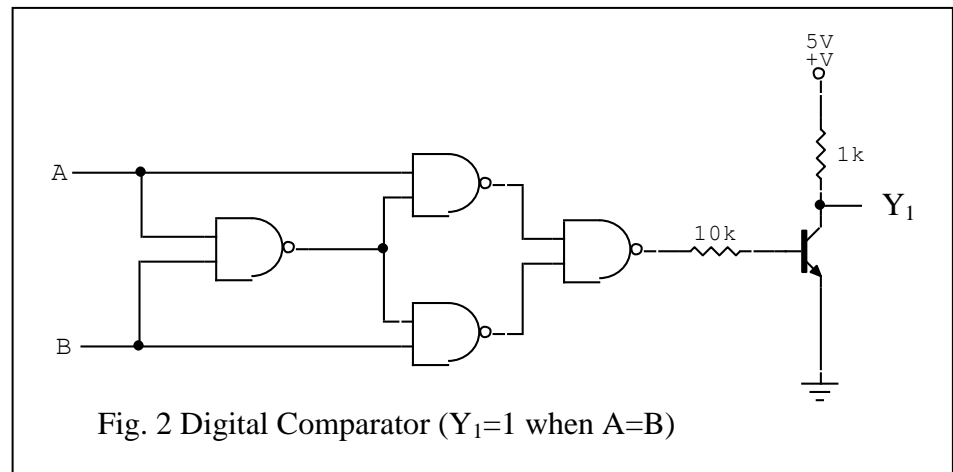 5V
+V
1k
A
Y₁
10k
B
Fig. 2 Digital Comparator (Y₁=1 when A=B)